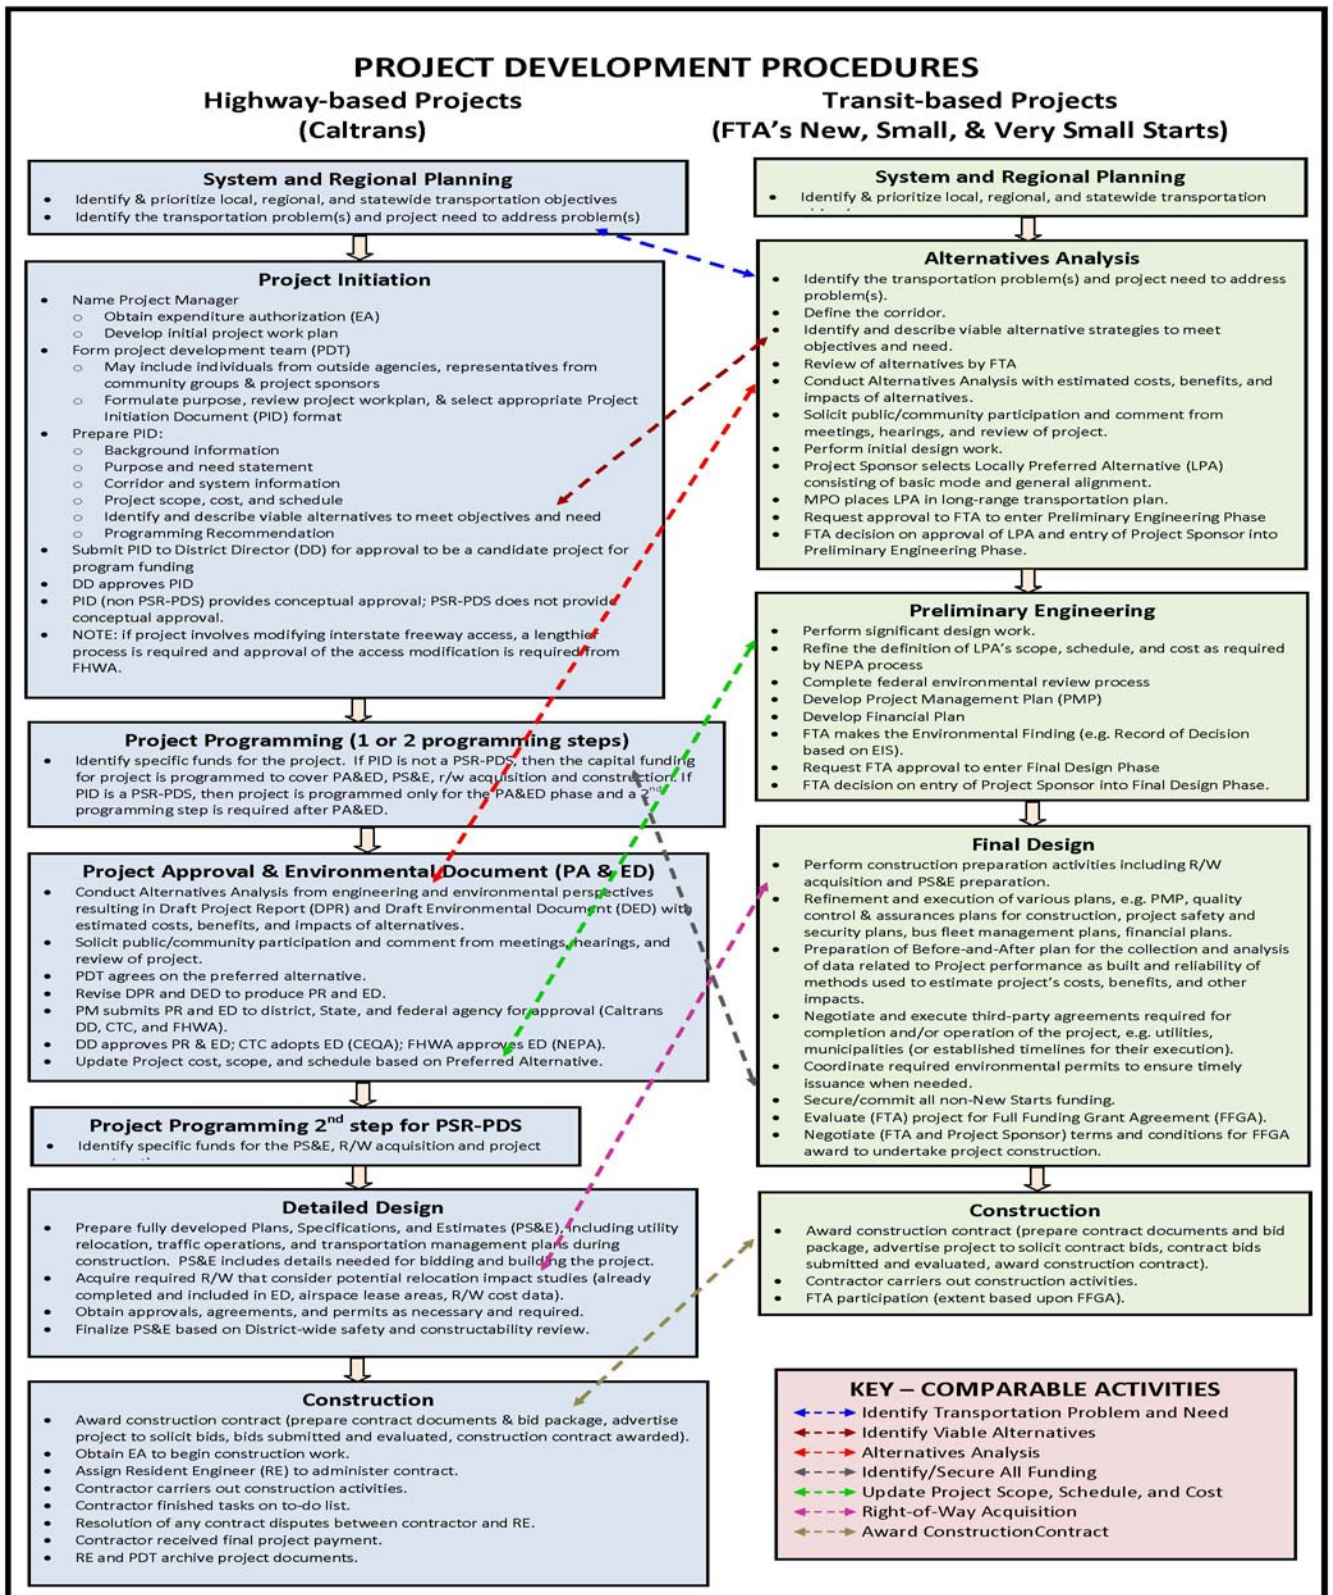 PROJECT DEVELOPMENT PROCEDURES
Highway-based Projects
(Caltrans)
System and Regional Planning
• Identify & prioritize local, regional, and statewide transportation objectives
• Identify the transportation problem(s) and project need to address problem(s)
Project Initiation
• Name Project Manager
o Obtain expenditure authorization (EA)
o Develop initial project work plan
• Form project development team (PDT)
o May include individuals from outside agencies, representatives from
community groups & project sponsors
o Formulate purpose, review project workplan, & select appropriate Project
Initiation Document (PID) format
• Prepare PID:
o Background information
o Purpose and need statement
o Corridor and system information
o Project scope, cost, and schedule
o Identify and describe viable alternatives to meet objectives and need
o Programming Recommendation
• Submit PID to District Director (DD) for approval to be a candidate project for
program funding
• DD approves PID
• PID (non PSR-PDS) provides conceptual approval; PSR-PDS does not provide
conceptual approval.
• NOTE: if project involves modifying interstate freeway access, a lengthier
process is required and approval of the access modification is required from
FHWA.
Project Programming (1 or 2 programming steps)
• Identify specific funds for the project. If PID is not a PSR-PDS, then the capital funding
for project is programmed to cover PA&ED, PS&E, r/w acquisition and construction. If
PID is a PSR-PDS, then project is programmed only for the PA&ED phase and a 2nd
programming step is required after PA&ED.
Project Approval & Environmental Document (PA & ED)
• Conduct Alternatives Analysis from engineering and environmental perspectives
resulting in Draft Project Report (DPR) and Draft Environmental Document (DED) with
estimated costs, benefits, and impacts of alternatives.
• Solicit public/community participation and comment from meetings, hearings, and
review of project.
• PDT agrees on the preferred alternative.
• Revise DPR and DED to produce PR and ED.
• PM submits PR and ED to district, State, and federal agency for approval (Caltrans
DD, CTC, and FHWA).
• DD approves PR & ED; CTC adopts ED (CEQA); FHWA approves ED (NEPA).
• Update Project cost, scope, and schedule based on Preferred Alternative.
Project Programming 2nd step for PSR-PDS
• Identify specific funds for the PS&E, R/W acquisition and project
Detailed Design
• Prepare fully developed Plans, Specifications, and Estimates (PS&E), including utility
relocation, traffic operations, and transportation management plans during
construction. PS&E includes details needed for bidding and building the project.
• Acquire required R/W that consider potential relocation impact studies (already
completed and included in ED, airspace lease areas, R/W cost data).
• Obtain approvals, agreements, and permits as necessary and required.
• Finalize PS&E based on District-wide safety and constructability review.
Construction
• Award construction contract (prepare contract documents & bid package, advertise
project to solicit bids, bids submitted and evaluated, construction contract awarded).
• Obtain EA to begin construction work.
• Assign Resident Engineer (RE) to administer contract.
• Contractor carriers out construction activities.
• Contractor finished tasks on to-do list.
• Resolution of any contract disputes between contractor and RE.
• Contractor received final project payment.
• RE and PDT archive project documents.
Transit-based Projects
(FTA's New, Small, & Very Small Starts)
System and Regional Planning
• Identify & prioritize local, regional, and statewide transportation
Alternatives Analysis
• Identify the transportation problem(s) and project need to address
problem(s).
• Define the corridor.
• Identify and describe viable alternative strategies to meet
objectives and need.
• Review of alternatives by FTA
• Conduct Alternatives Analysis with estimated costs, benefits, and
impacts of alternatives.
• Solicit public/community participation and comment from
meetings, hearings, and review of project.
• Perform initial design work.
• Project Sponsor selects Locally Preferred Alternative (LPA)
consisting of basic mode and general alignment.
• MPO places LPA in long-range transportation plan.
• Request approval to FTA to enter Preliminary Engineering Phase
• FTA decision on approval of LPA and entry of Project Sponsor into
Preliminary Engineering Phase.
Preliminary Engineering
• Perform significant design work.
• Refine the definition of LPA's scope, schedule, and cost as required
by NEPA process
• Complete federal environmental review process
• Develop Project Management Plan (PMP)
• Develop Financial Plan
• FTA makes the Environmental Finding (e.g. Record of Decision
based on EIS).
• Request FTA approval to enter Final Design Phase
• FTA decision on entry of Project Sponsor into Final Design Phase.
Final Design
• Perform construction preparation activities including R/W
acquisition and PS&E preparation.
• Refinement and execution of various plans, e.g. PMP, quality
control & assurances plans for construction, project safety and
security plans, bus fleet management plans, financial plans.
• Preparation of Before-and-After plan for the collection and analysis
of data related to Project performance as built and reliability of
methods used to estimate project's costs, benefits, and other
impacts.
• Negotiate and execute third-party agreements required for
completion and/or operation of the project, e.g. utilities,
municipalities (or established timelines for their execution).
• Coordinate required environmental permits to ensure timely
issuance when needed.
• Secure/commit all non-New Starts funding.
• Evaluate (FTA) project for Full Funding Grant Agreement (FFGA).
• Negotiate (FTA and Project Sponsor) terms and conditions for FFGA
award to undertake project construction.
Construction
• Award construction contract (prepare contract documents and bid
package, advertise project to solicit contract bids, contract bids
submitted and evaluated, award construction contract).
• Contractor carriers out construction activities.
• FTA participation (extent based upon FFGA).
KEY – COMPARABLE ACTIVITIES
Identify Transportation Problem and Need
Identify Viable Alternatives
Alternatives Analysis
Identify/Secure All Funding
Update Project Scope, Schedule, and Cost
Right-of-Way Acquisition
Award ConstructionContract